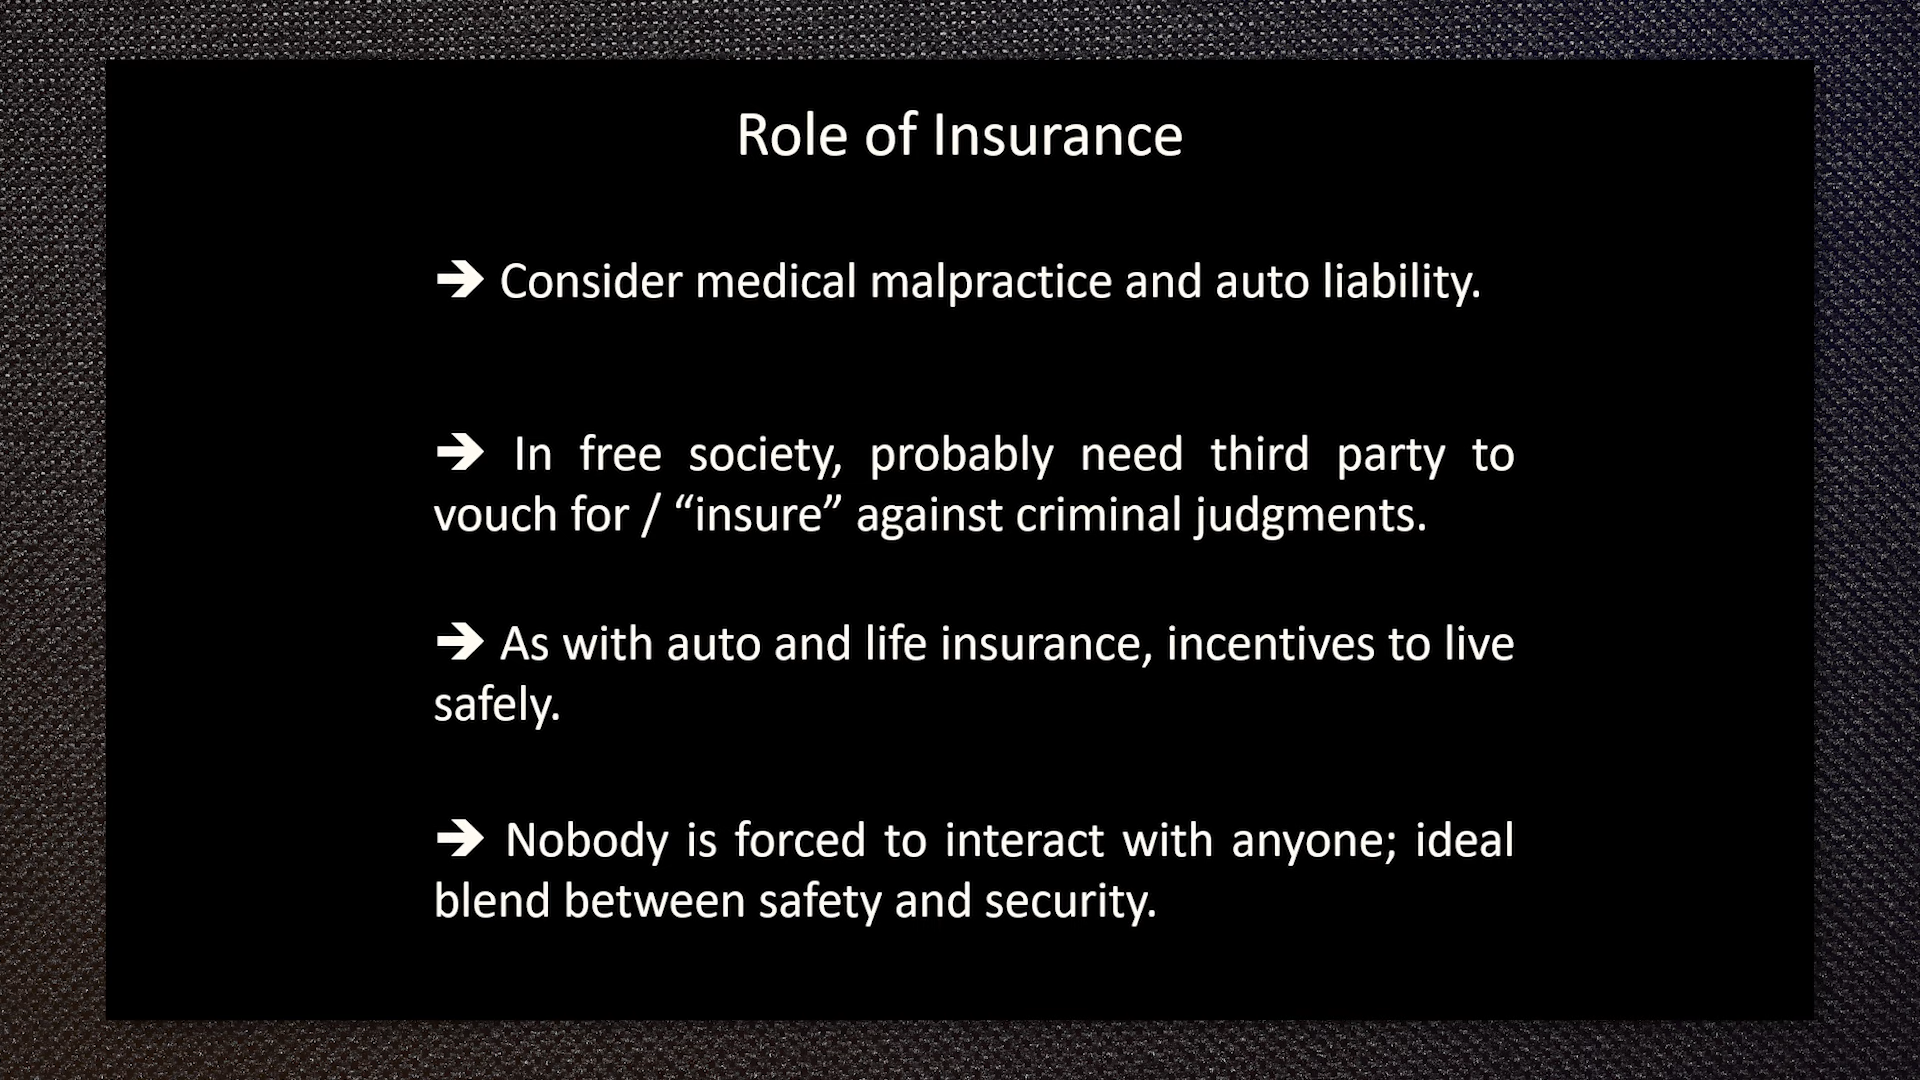 Role of Insurance
➔ Consider medical malpractice and auto liability.
➔ In free society, probably need third party to
vouch for / “insure” against criminal judgments.
➔ As with auto and life insurance, incentives to live
safely.
➔ Nobody is forced to interact with anyone; ideal
blend between safety and security.